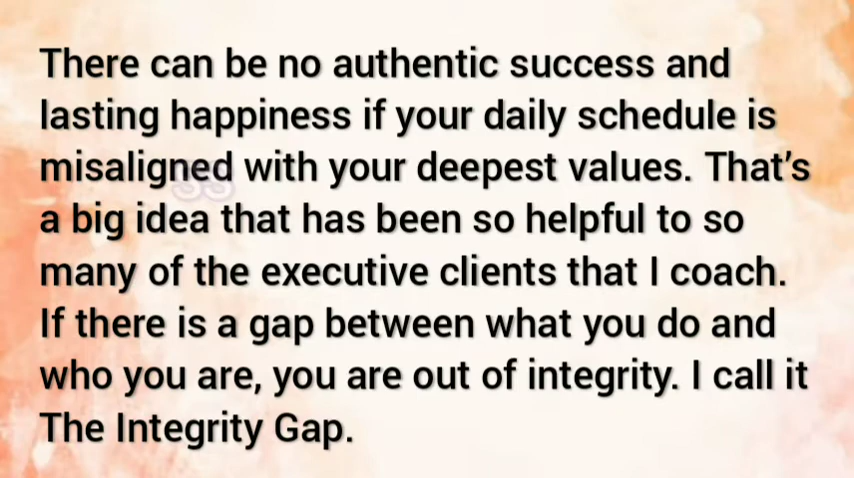 There can be no authentic success and
lasting happiness if your daily schedule is
misaligned with your deepest values. That's
a big idea that has been so helpful to so
many of the executive clients that I coach.
If there is a gap between what you do and
who you are, you are out of integrity. I call it
The Integrity Gap.